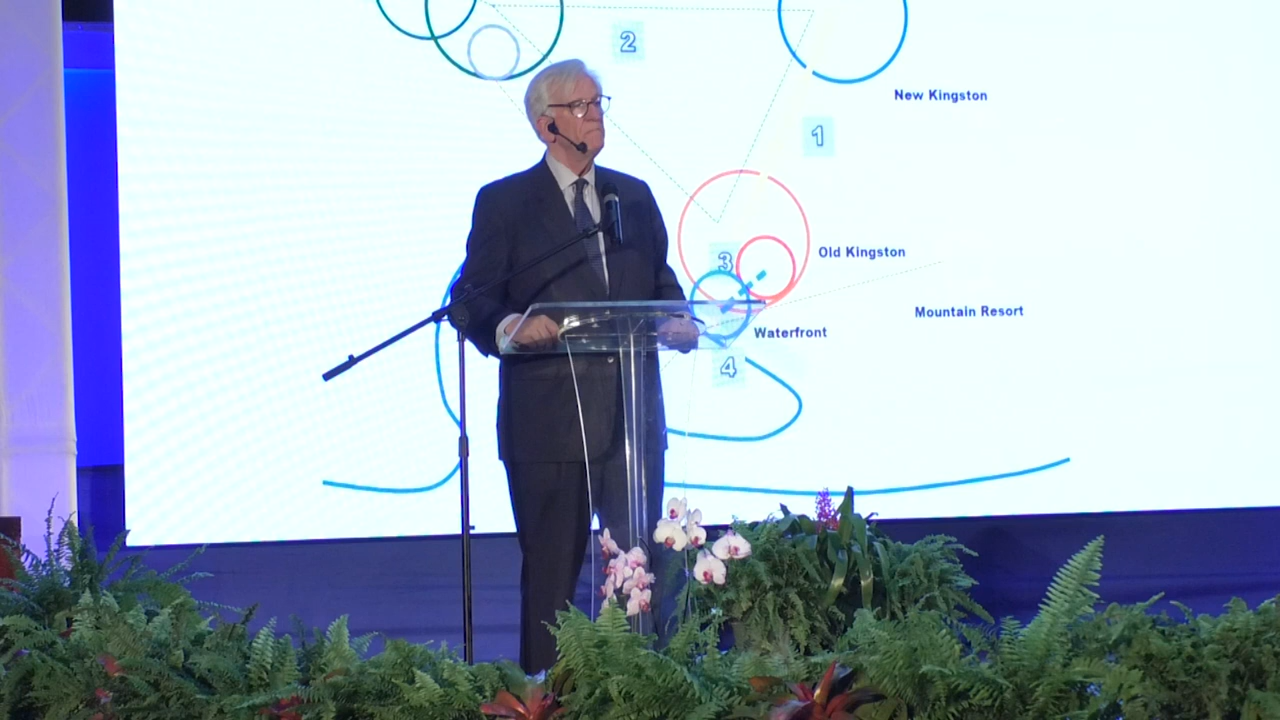 2
New Kingston
1
Old Kingston
3
Mountain Resort
Waterfront
4